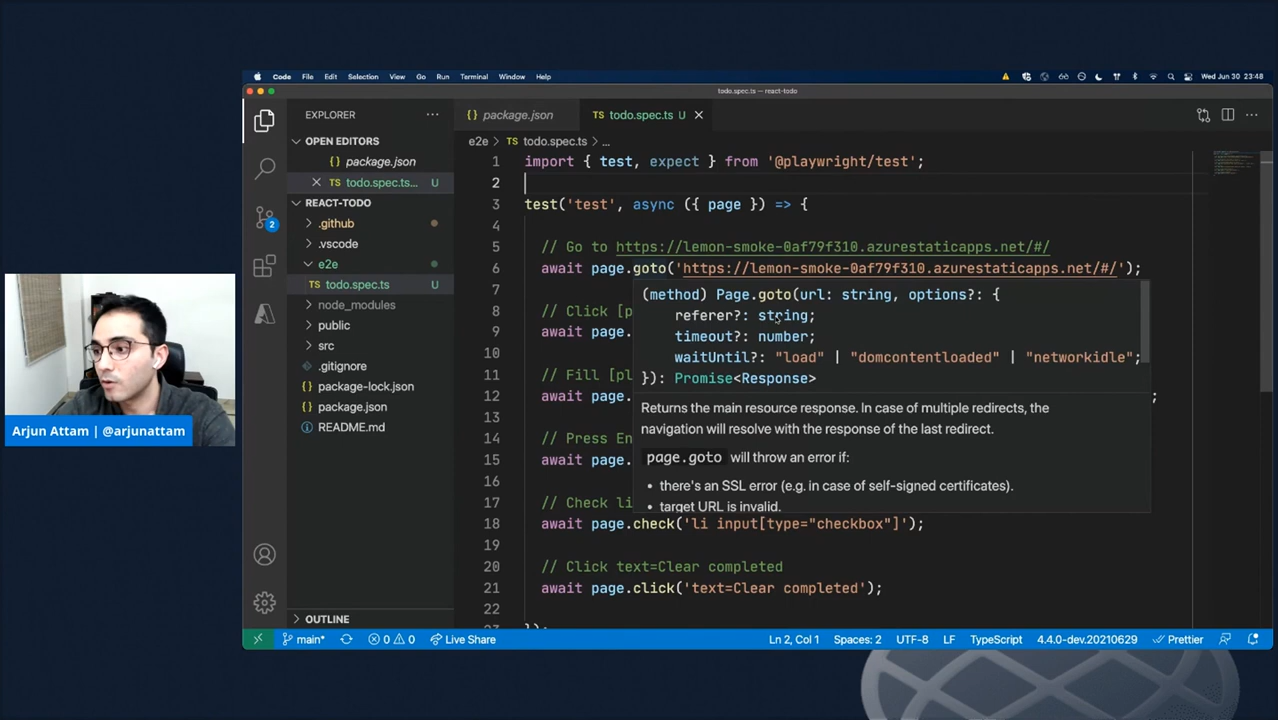 Code File Edit Selection View Go Run Terminal Window Help Wed Jun 30 23:48
todo.spec.ts — react-todo
EXPLORER
OPEN EDITORS
{} package.json
todo.spec.ts... U
REACT-TODO
2
.github
.vscode
e2e
TS todo.spec.ts U
node_modules
public
src
.gitignore
{} package-lock.json
{} package.json
README.md
OUTLINE
{} package.json
TS todo.spec.ts U
e2e > TS todo.spec.ts > ...
1 import { test, expect } from '@playwright/test';
2
3 test('test', async ({ page }) => {
4
5 // Go to https://lemon-smoke-0af79f310.azurestaticapps.net/#/
6 await page.goto('https://lemon-smoke-0af79f310.azurestaticapps.net/#/');
7
8 // Click [p
9 await page.
10
11 // Fill [pl
12 await page. ;
13
14 // Press En
15 await page.
16
17 // Check li
18 await page.check('li input[type="checkbox"]');
19
20 // Click text=Clear completed
21 await page.click('text=Clear completed');
22
(method) Page.goto(url: string, options?: {
referer?: string;
timeout?: number;
waitUntil?: "load" | "domcontentloaded" | "networkidle";
}): Promise<Response>
Returns the main resource response. In case of multiple redirects, the
navigation will resolve with the response of the last redirect.
page.goto will throw an error if:
• there's an SSL error (e.g. in case of self-signed certificates).
• target URL is invalid.
main* 0 0 Live Share Ln 2, Col 1 Spaces: 2 UTF-8 LF TypeScript 4.4.0-dev.20210629 Prettier
Arjun Attam | @arjunattam